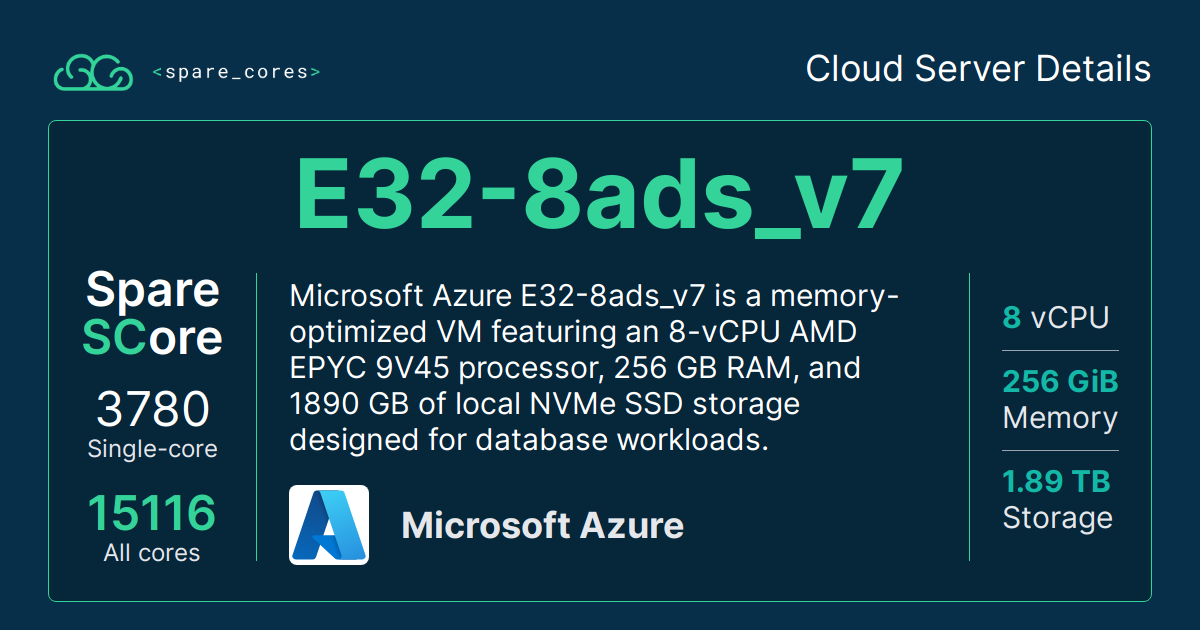 <spare_cores>
Cloud Server Details
E32-8ads_v7
Spare
SCore
3780
Single-core
15116
All cores
Microsoft Azure E32-8ads_v7 is a memory-
optimized VM featuring an 8-vCPU AMD
EPYC 9V45 processor, 256 GB RAM, and
1890 GB of local NVMe SSD storage
designed for database workloads.
Microsoft Azure
8 vCPU
256 GiB
Memory
1.89 TB
Storage